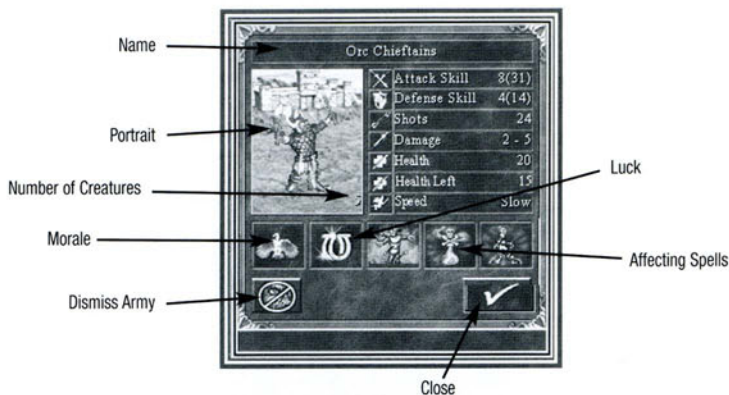 Name
Orc Chieftains
Attack Skill 8(31)
Defense Skill 4(14)
Shots 24
Portrait
Damage 2 - 5
Health 20
Luck
Health Left 15
Number of Creatures
5
Speed Slow
Morale
Affecting Spells
Dismiss Army
Close